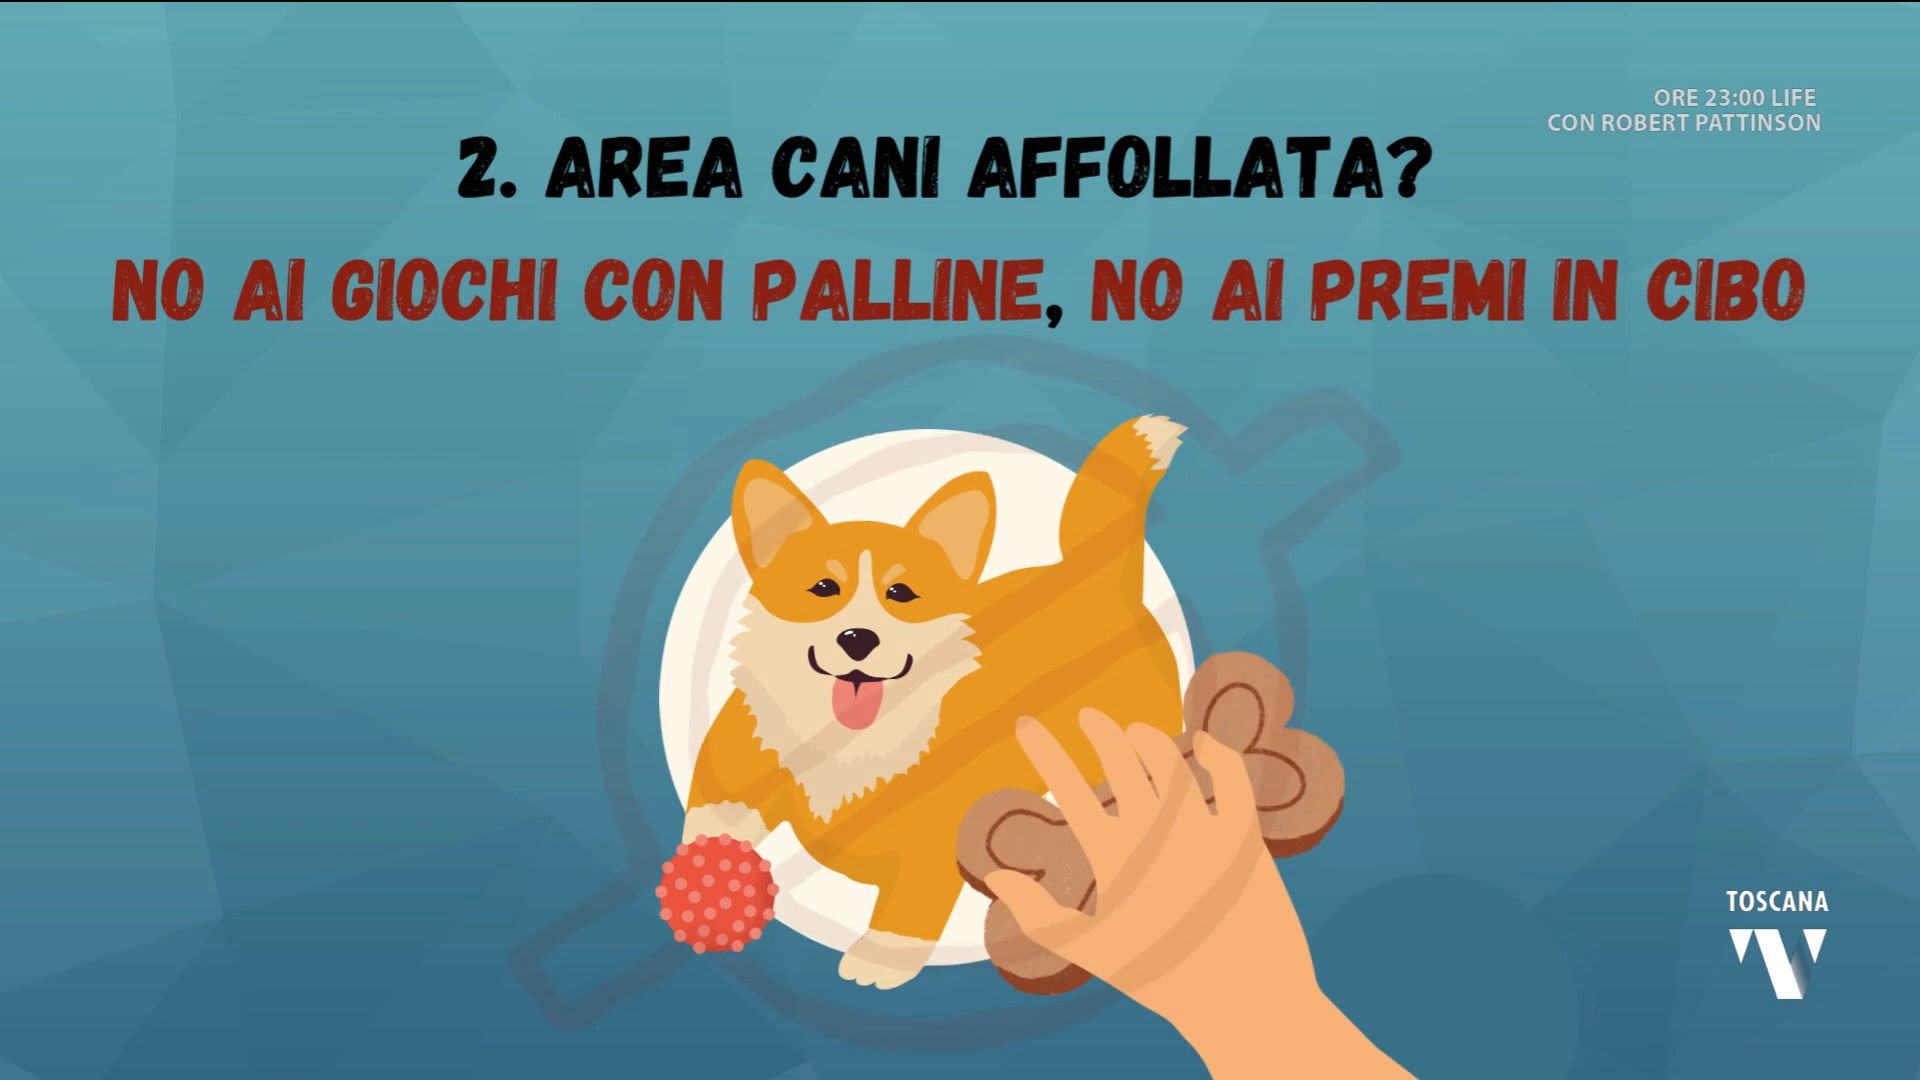 ORE 23:00 LIFE
CON ROBERT PATTINSON
2. AREA CANI AFFOLLATA?
NO AI GIOCHI CON PALLINE, NO AI PREMI IN CIBO
TOSCANA
TV